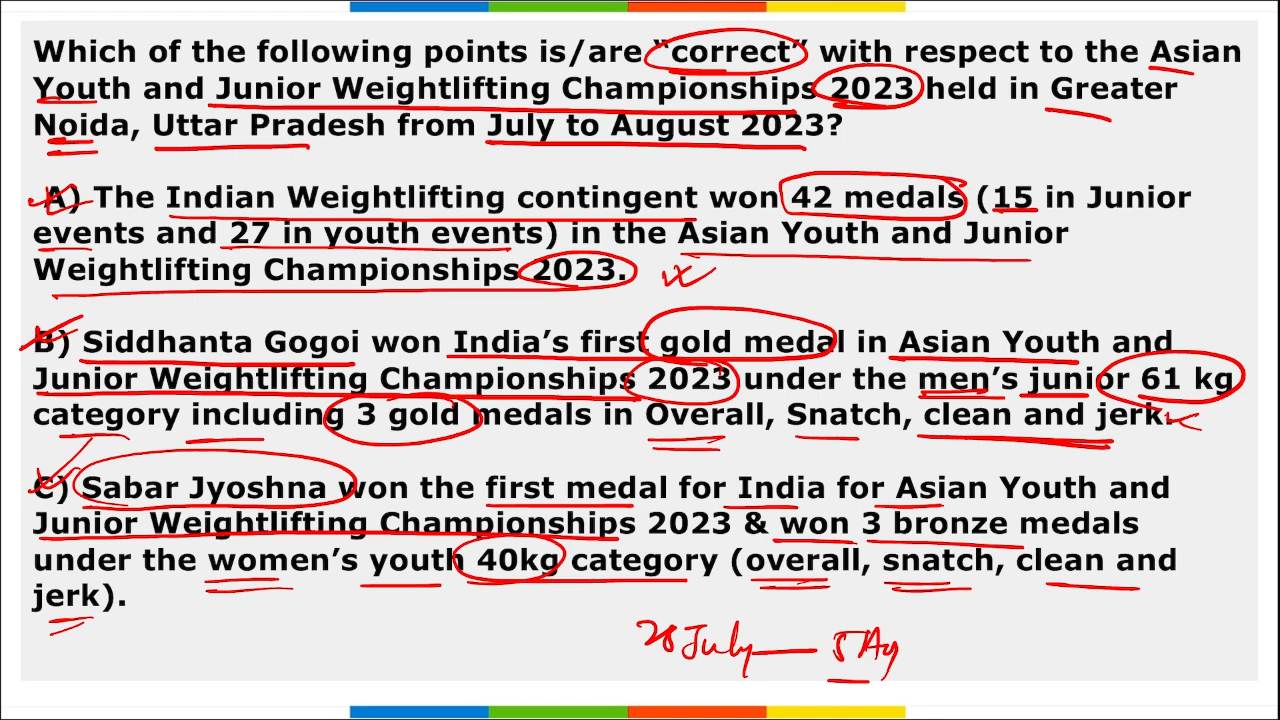 Which of the following points is/are “correct” with respect to the Asian
Youth and Junior Weightlifting Championships 2023 held in Greater
Noida, Uttar Pradesh from July to August 2023?
A) The Indian Weightlifting contingent won 42 medals (15 in Junior
events and 27 in youth events) in the Asian Youth and Junior
Weightlifting Championships 2023.
B) Siddhanta Gogoi won India’s first gold medal in Asian Youth and
Junior Weightlifting Championships 2023 under the men’s junior 61 kg
category including 3 gold medals in Overall, Snatch, clean and jerk.
C) Sabar Jyoshna won the first medal for India for Asian Youth and
Junior Weightlifting Championships 2023 & won 3 bronze medals
under the women’s youth 40kg category (overall, snatch, clean and
jerk).
28 July — 5 Ag